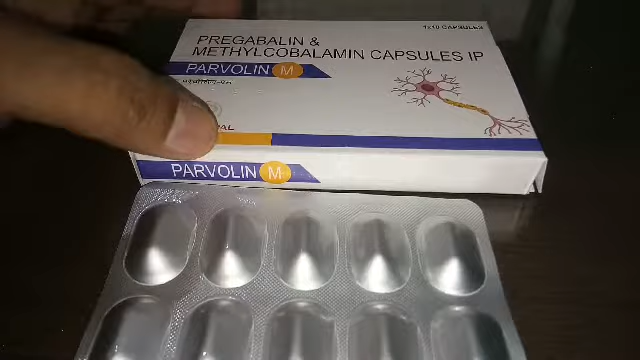 1x10 CAPSULES
PREGABALIN &
METHYLCOBALAMIN CAPSULES IP
PARVOLIN M
PARVOLIN M